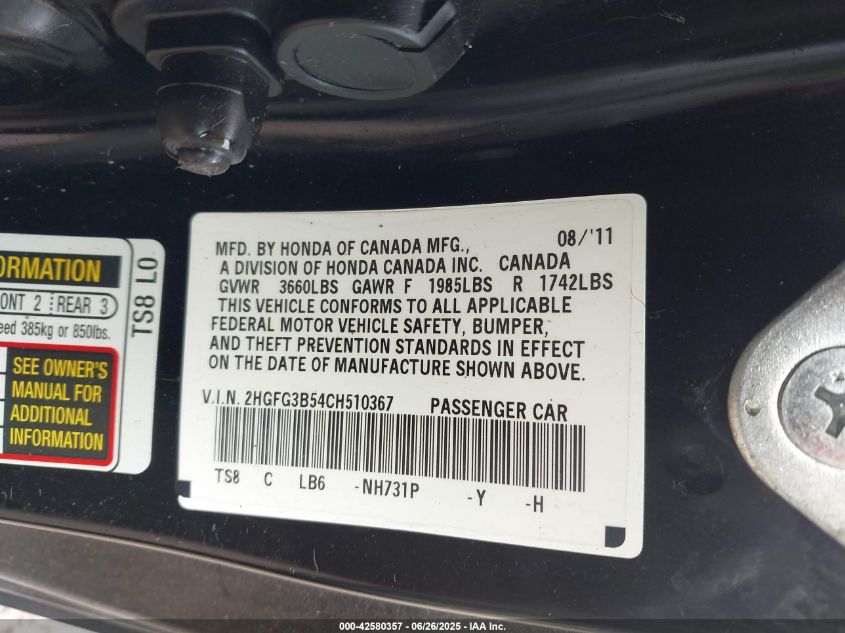 ORMATION
ONT 2 REAR 3
eed 385kg or 850lbs.
SEE OWNER'S
MANUAL FOR
ADDITIONAL
INFORMATION
TS8 L0
08/'11
MFD. BY HONDA OF CANADA MFG.,
A DIVISION OF HONDA CANADA INC. CANADA
GVWR 3660LBS GAWR F 1985LBS R 1742LBS
THIS VEHICLE CONFORMS TO ALL APPLICABLE
FEDERAL MOTOR VEHICLE SAFETY, BUMPER,
AND THEFT PREVENTION STANDARDS IN EFFECT
ON THE DATE OF MANUFACTURE SHOWN ABOVE.
V.I.N. 2HGFG3B54CH510367 PASSENGER CAR
TS8 C LB6 -NH731P -Y -H
000-42580357 - 06/26/2025 - IAA Inc.